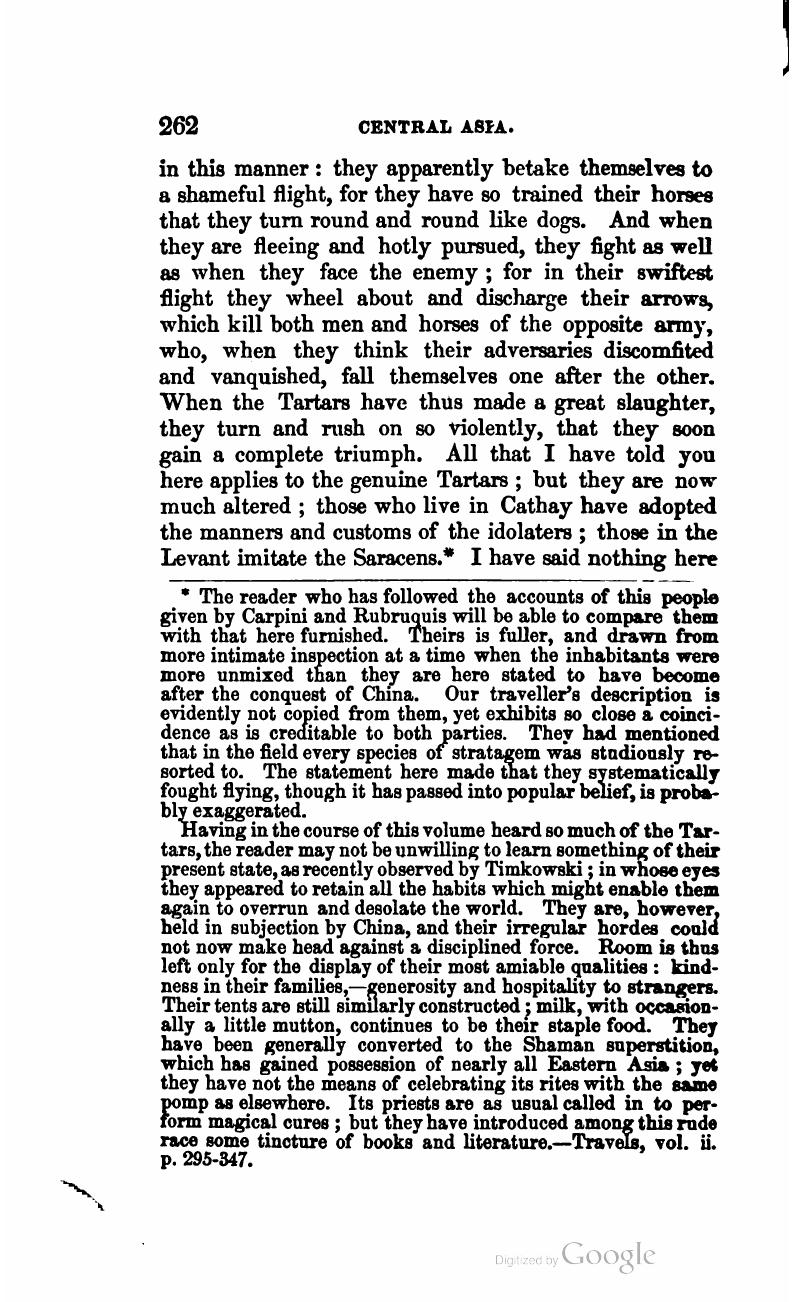 262 CENTRAL ASIA.
in this manner : they apparently betake themselves to
a shameful flight, for they have so trained their horses
that they turn round and round like dogs. And when
they are fleeing and hotly pursued, they fight as well
as when they face the enemy ; for in their swiftest
flight they wheel about and discharge their arrows,
which kill both men and horses of the opposite army,
who, when they think their adversaries discomfited
and vanquished, fall themselves one after the other.
When the Tartars have thus made a great slaughter,
they turn and rush on so violently, that they soon
gain a complete triumph. All that I have told you
here applies to the genuine Tartars ; but they are now
much altered ; those who live in Cathay have adopted
the manners and customs of the idolaters ; those in the
Levant imitate the Saracens.* I have said nothing here
* The reader who has followed the accounts of this people
given by Carpini and Rubruquis will be able to compare them
with that here furnished. Theirs is fuller, and drawn from
more intimate inspection at a time when the inhabitants were
more unmixed than they are here stated to have become
after the conquest of China. Our traveller's description is
evidently not copied from them, yet exhibits so close a coinci-
dence as is creditable to both parties. They had mentioned
that in the field every species of stratagem was studiously re-
sorted to. The statement here made that they systematically
fought flying, though it has passed into popular belief, is proba-
bly exaggerated.
Having in the course of this volume heard so much of the Tar-
tars, the reader may not be unwilling to learn something of their
present state, as recently observed by Timkowski ; in whose eyes
they appeared to retain all the habits which might enable them
again to overrun and desolate the world. They are, however,
held in subjection by China, and their irregular hordes could
not now make head against a disciplined force. Room is thus
left only for the display of their most amiable qualities : kind-
ness in their families,—generosity and hospitality to strangers.
Their tents are still similarly constructed ; milk, with occasion-
ally a little mutton, continues to be their staple food. They
have been generally converted to the Shaman superstition,
which has gained possession of nearly all Eastern Asia ; yet
they have not the means of celebrating its rites with the same
pomp as elsewhere. Its priests are as usual called in to per-
form magical cures ; but they have introduced among this rude
race some tincture of books and literature.—Travels, vol. ii.
p. 295-347.
Digitized by Google